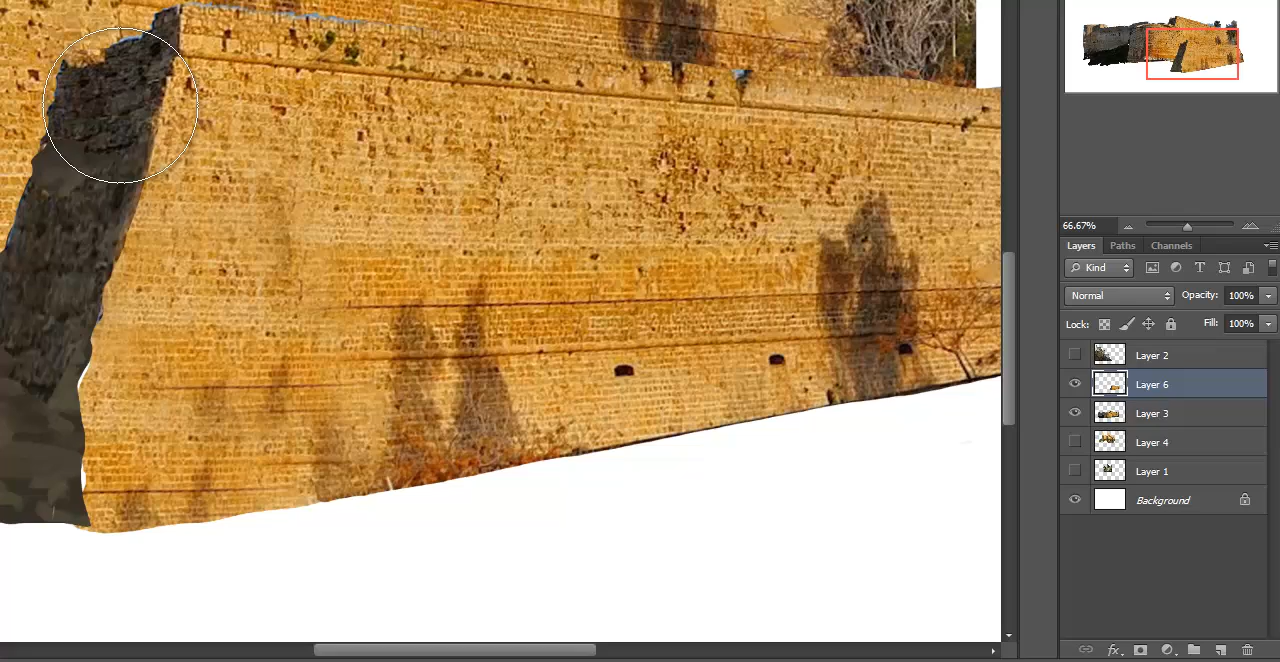 66.67%
Layers Paths Channels
Kind
Normal Opacity: 100%
Lock: Fill: 100%
Layer 2
Layer 6
Layer 3
Layer 4
Layer 1
Background
fx